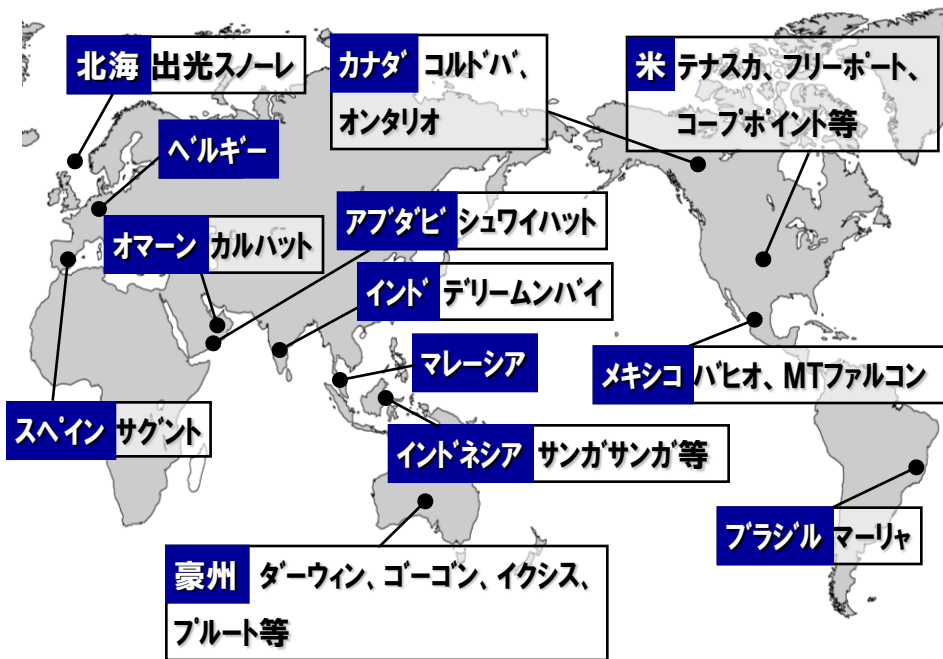 北海 出光スノーレ
カナダ コルドバ、
オンタリオ
米 テナスカ、フリーポート、
コープポイント等
ベルギー
アブダビ シュワイハット
オマーン カルハット
インド デリームンバイ
マレーシア
メキシコ バヒオ、MTファルコン
スペイン サグント
インドネシア サンガサンガ等
ブラジル マーリャ
豪州 ダーウィン、ゴーゴン、イクシス、
プルート等